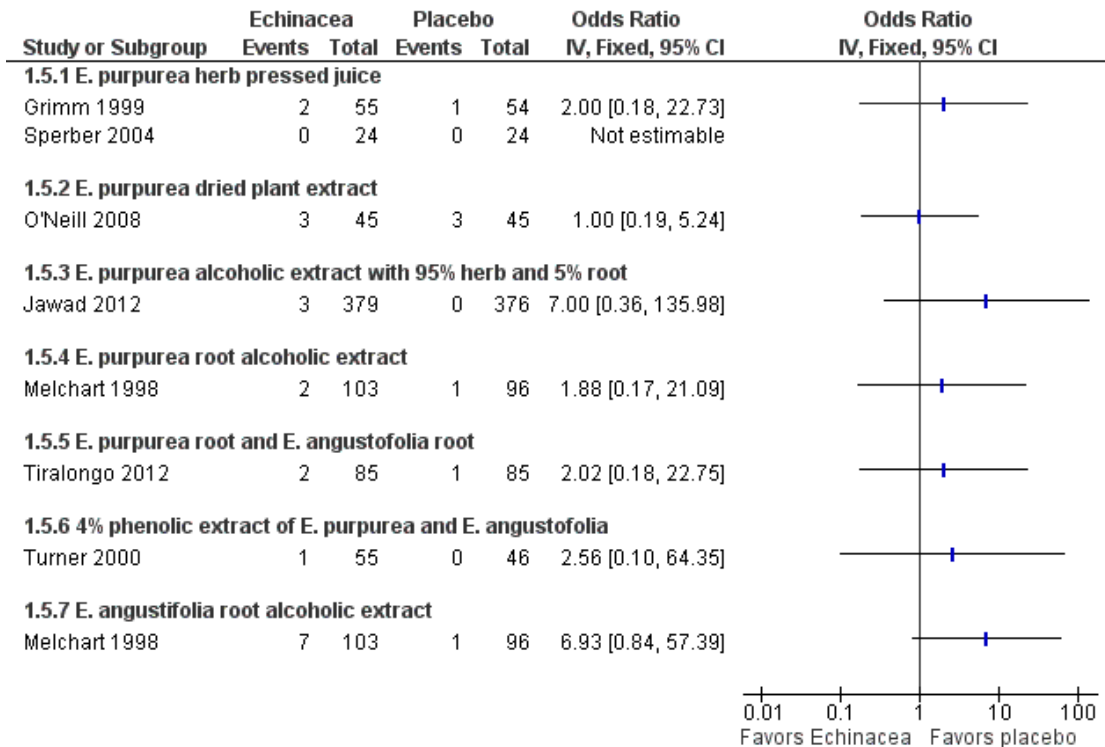 Echinacea Placebo Odds Ratio Odds Ratio
Study or Subgroup Events Total Events Total IV, Fixed, 95% CI IV, Fixed, 95% CI
1.5.1 E. purpurea herb pressed juice
Grimm 1999 2 55 1 54 2.00 [0.18, 22.73]
Sperber 2004 0 24 0 24 Not estimable
1.5.2 E. purpurea dried plant extract
O'Neill 2008 3 45 3 45 1.00 [0.19, 5.24]
1.5.3 E. purpurea alcoholic extract with 95% herb and 5% root
Jawad 2012 3 379 0 376 7.00 [0.36, 135.98]
1.5.4 E. purpurea root alcoholic extract
Melchart 1998 2 103 1 96 1.88 [0.17, 21.09]
1.5.5 E. purpurea root and E. angustofolia root
Tiralongo 2012 2 85 1 85 2.02 [0.18, 22.75]
1.5.6 4% phenolic extract of E. purpurea and E. angustofolia
Turner 2000 1 55 0 46 2.56 [0.10, 64.35]
1.5.7 E. angustifolia root alcoholic extract
Melchart 1998 7 103 1 96 6.93 [0.84, 57.39]
0.01 0.1 1 10 100
Favors Echinacea Favors placebo